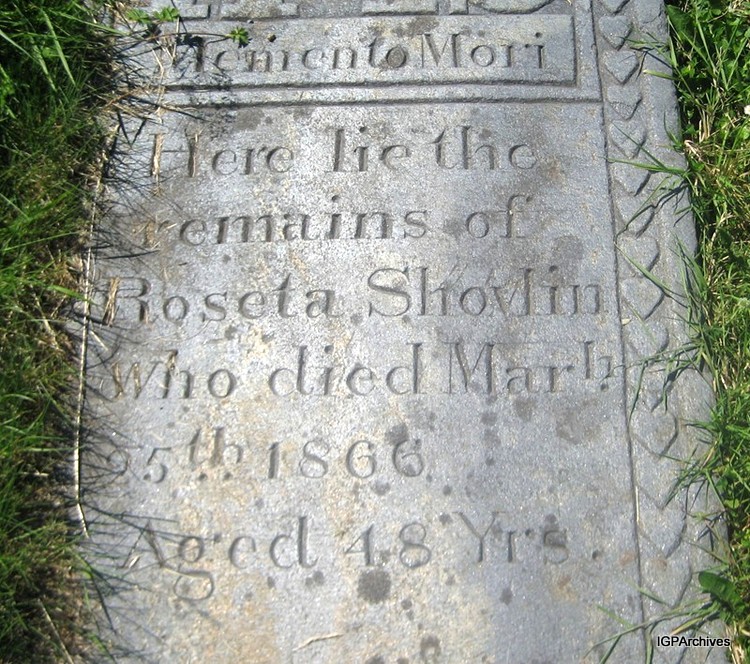 Memento Mori
Here lie the
remains of
Roseta Shovlin
who died Marh
25th 1866
Aged 48 Yrs.
IGPArchives